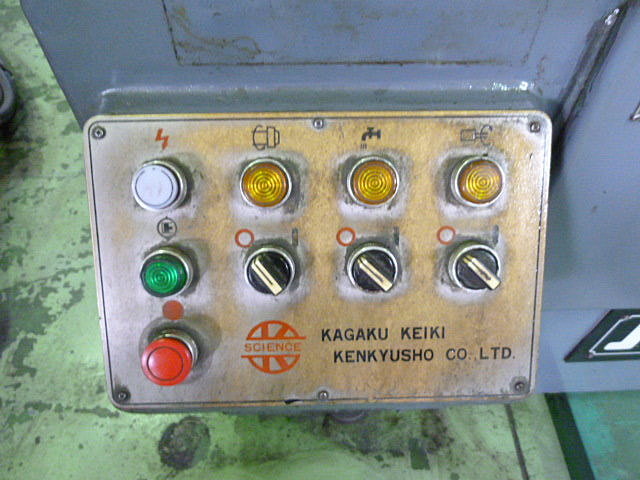 SCIENCE
KAGAKU KEIKI
KENKYUSHO CO., LTD.